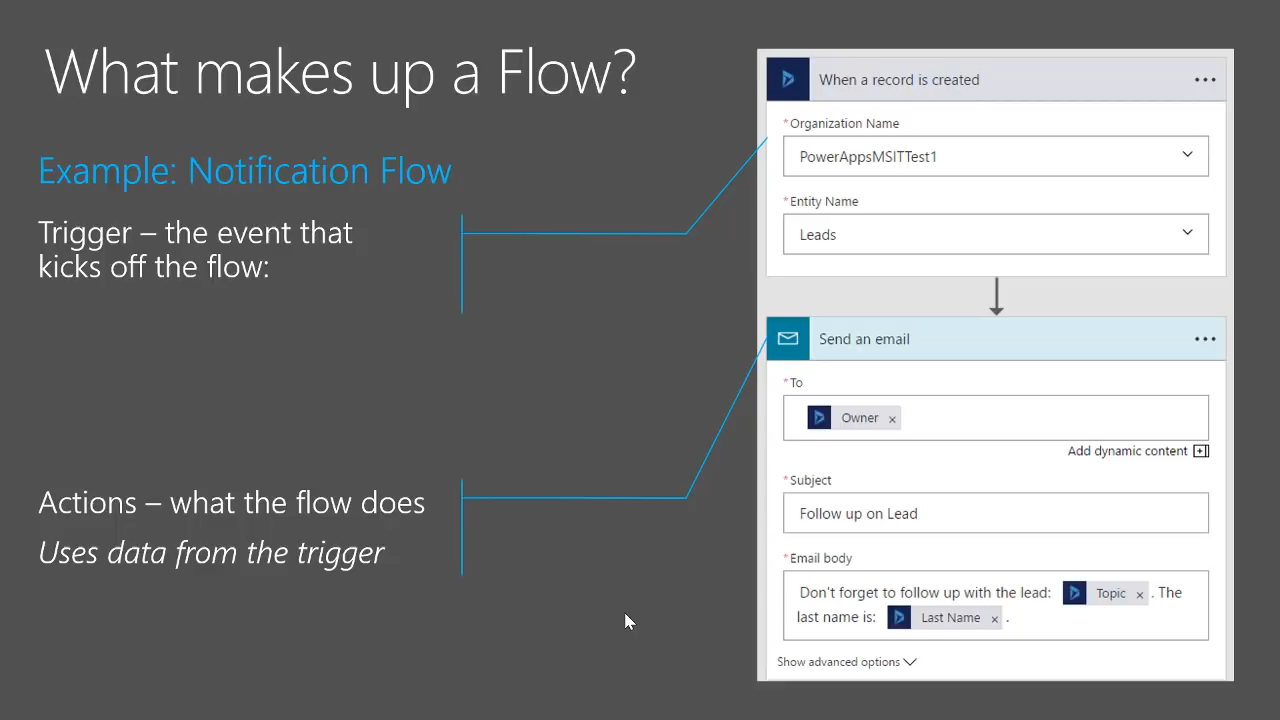 What makes up a Flow?
Example: Notification Flow
Trigger – the event that
kicks off the flow:
Actions – what the flow does
Uses data from the trigger
When a record is created
*Organization Name
PowerAppsMSITTest1
*Entity Name
Leads
Send an email
*To
Owner ×
Add dynamic content
*Subject
Follow up on Lead
*Email body
Don't forget to follow up with the lead: Topic × . The
last name is: Last Name × .
Show advanced options